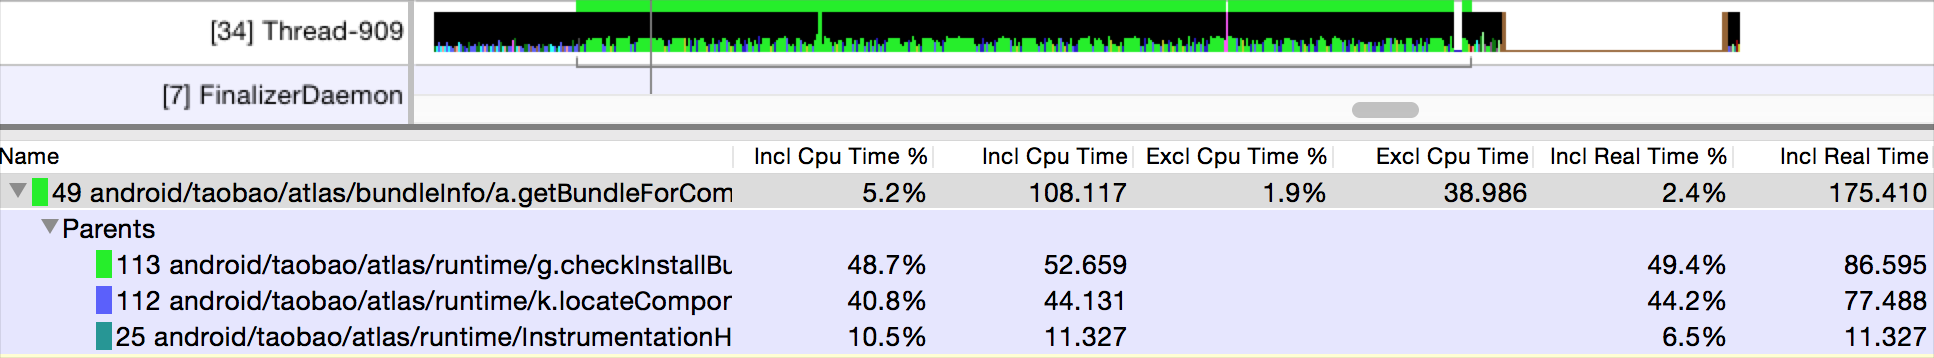 [34] Thread-909
[7] FinalizerDaemon
Name Incl Cpu Time % Incl Cpu Time Excl Cpu Time % Excl Cpu Time Incl Real Time % Incl Real Time
49 android/taobao/atlas/bundleInfo/a.getBundleForCom 5.2% 108.117 1.9% 38.986 2.4% 175.410
Parents
113 android/taobao/atlas/runtime/g.checkInstallBu 48.7% 52.659 49.4% 86.595
112 android/taobao/atlas/runtime/k.locateCompor 40.8% 44.131 44.2% 77.488
25 android/taobao/atlas/runtime/InstrumentationH 10.5% 11.327 6.5% 11.327